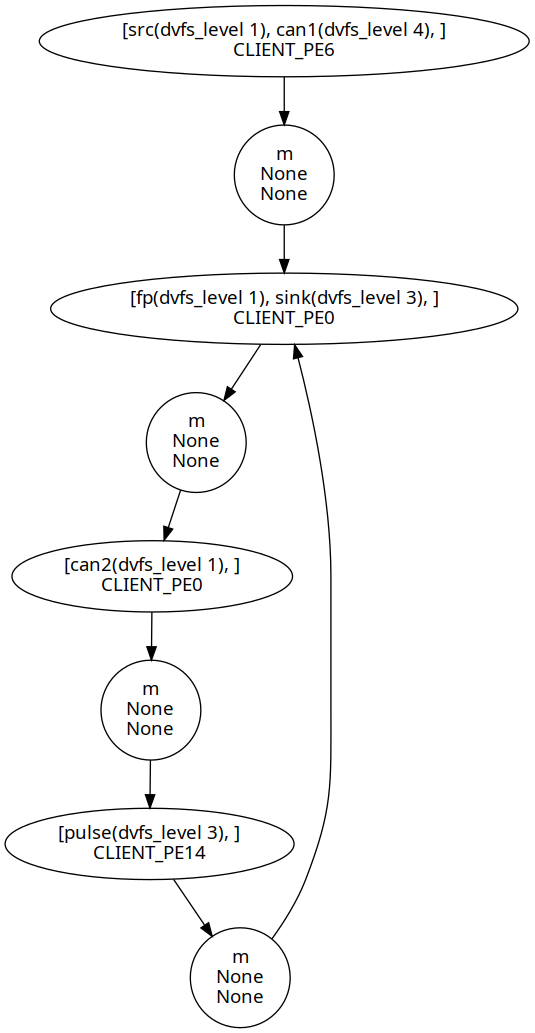 [src(dvfs_level 1), can1(dvfs_level 4), ]
CLIENT_PE6
m
None
None
[fp(dvfs_level 1), sink(dvfs_level 3), ]
CLIENT_PE0
m
None
None
[can2(dvfs_level 1), ]
CLIENT_PE0
m
None
None
[pulse(dvfs_level 3), ]
CLIENT_PE14
m
None
None